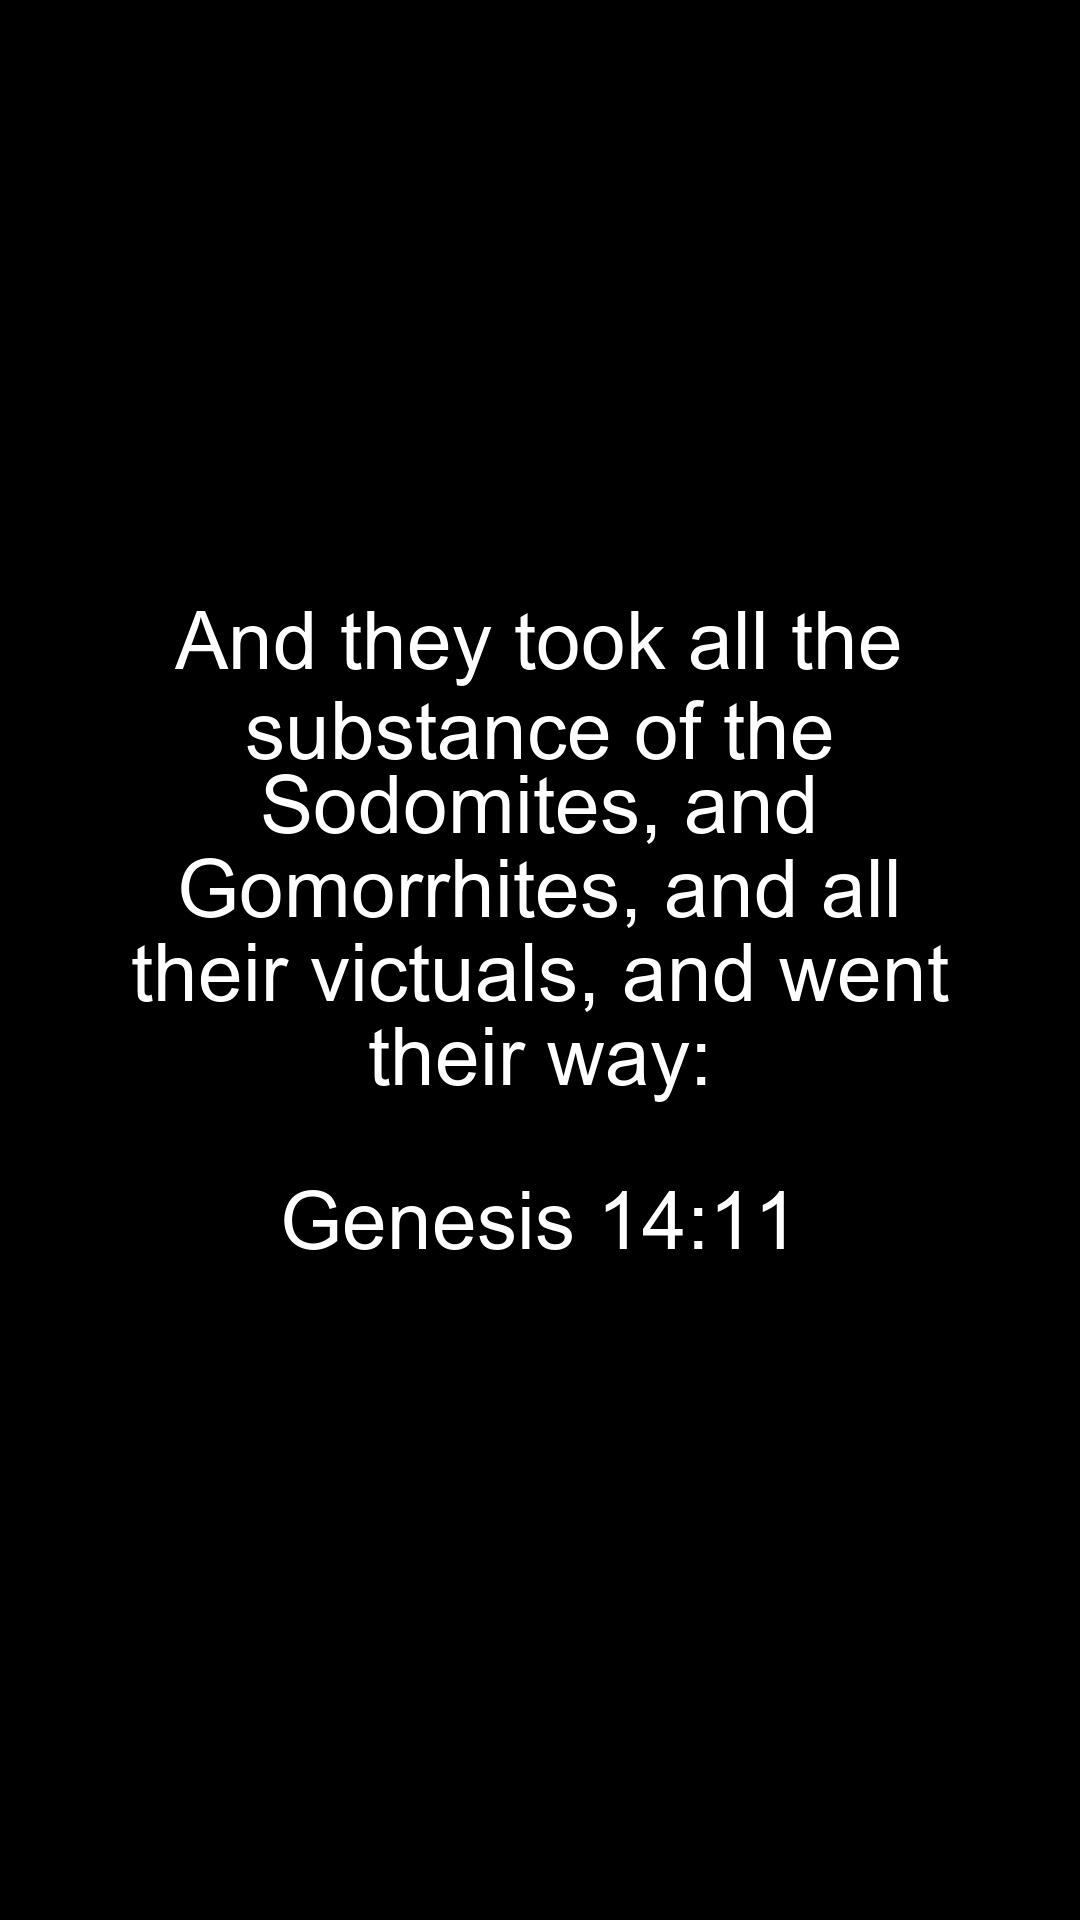 And they took all the
substance of the
Sodomites, and
Gomorrhites, and all
their victuals, and went
their way:
Genesis 14:11